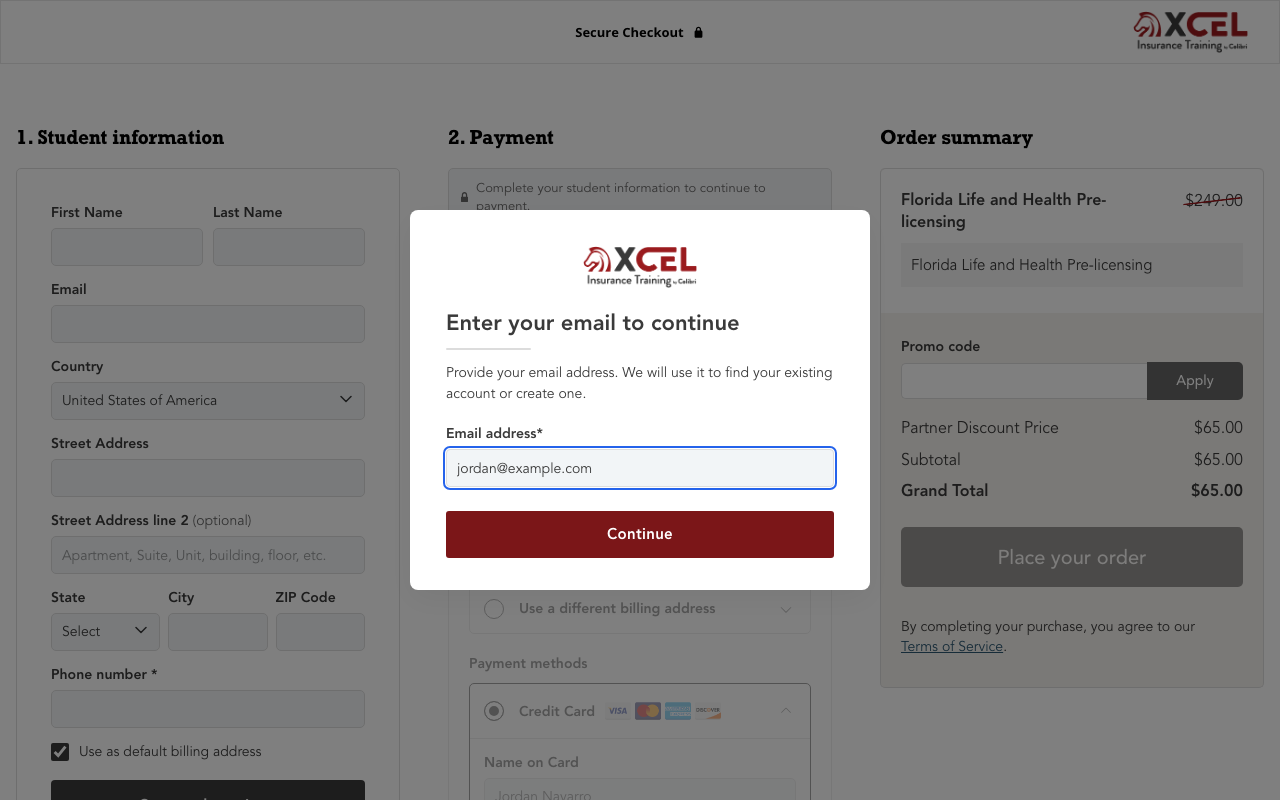 Secure Checkout
XCEL
Insurance Training by Colibri
1. Student information
First Name
Last Name
Email
Country
United States of America
Street Address
Street Address line 2 (optional)
Apartment, Suite, Unit, building, floor, etc.
State
City
ZIP Code
Select
Phone number *
Use as default billing address
2. Payment
Complete your student information to continue to
payment.
XCEL
Insurance Training by Colibri
Enter your email to continue
Provide your email address. We will use it to find your existing
account or create one.
Email address*
jordan@example.com
Continue
Use a different billing address
Payment methods
Credit Card VISA DISCOVER
Name on Card
Jordan Navarro
Order summary
Florida Life and Health Pre-
licensing
$249.00
Florida Life and Health Pre-licensing
Promo code
Apply
Partner Discount Price $65.00
Subtotal $65.00
Grand Total $65.00
Place your order
By completing your purchase, you agree to our
Terms of Service.